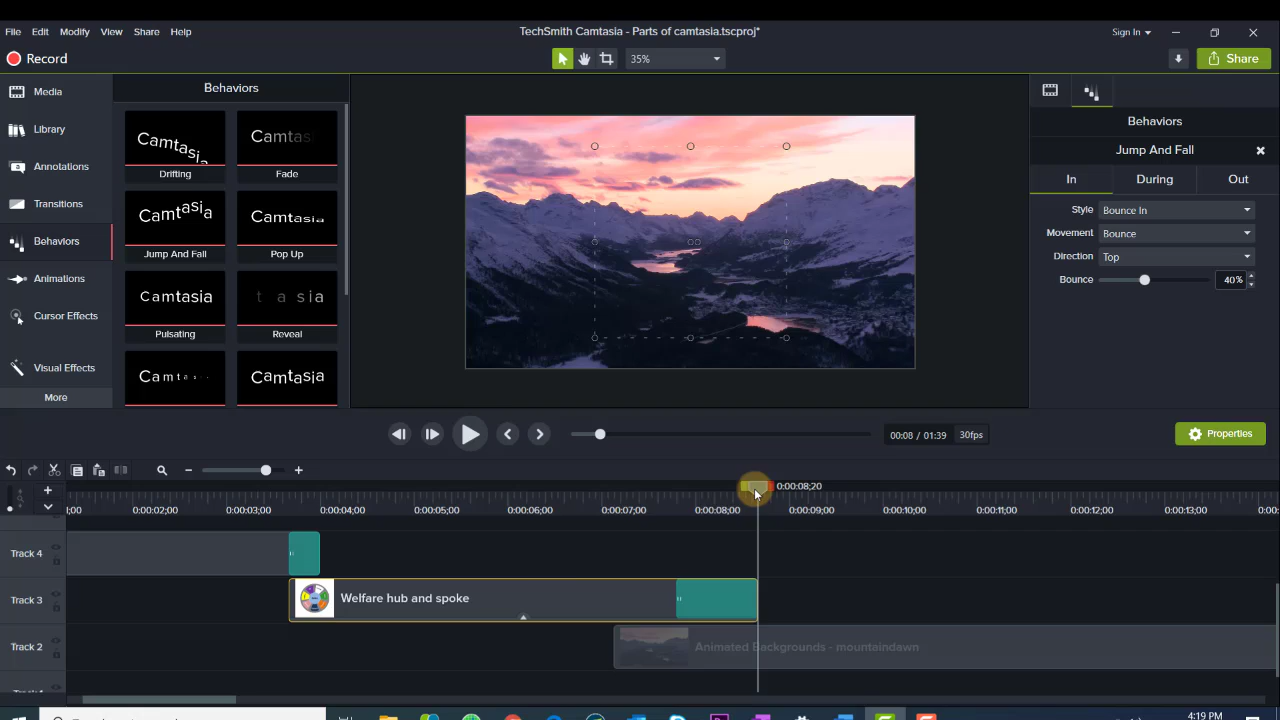 TechSmith Camtasia - Parts of camtasia.tscproj*
File Edit Modify View Share Help
Sign In
Record
35%
Share
Media
Library
Annotations
Transitions
Behaviors
Animations
Cursor Effects
Visual Effects
More
Behaviors
Camtasia
Drifting
Camtas
Fade
Camtasia
Jump And Fall
Camtasia
Pop Up
Camtasia
Pulsating
t a sia
Reveal
Camtas
Camtasia
Behaviors
Jump And Fall
In During Out
Style Bounce In
Movement Bounce
Direction Top
Bounce 40%
00:08 / 01:39 30fps
Properties
0:00:08;20
:00 0:00:02;00 0:00:03;00 0:00:04;00 0:00:05;00 0:00:06;00 0:00:07;00 0:00:08;00 0:00:09;00 0:00:10;00 0:00:11;00 0:00:12;00 0:00:13;00 0:00
Track 4
Track 3 Welfare hub and spoke
Track 2 Animated Backgrounds - mountaindawn
4:19 PM